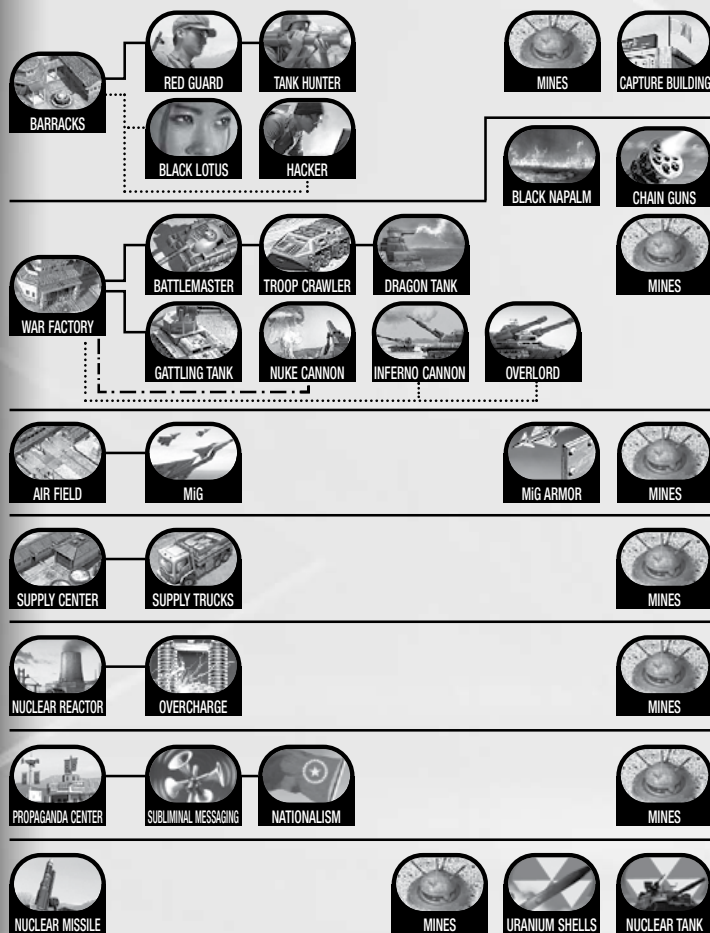 RED GUARD
TANK HUNTER
MINES
CAPTURE BUILDING
BARRACKS
BLACK LOTUS
HACKER
BLACK NAPALM
CHAIN GUNS
BATTLEMASTER
TROOP CRAWLER
DRAGON TANK
MINES
WAR FACTORY
GATTLING TANK
NUKE CANNON
INFERNO CANNON
OVERLORD
AIR FIELD
MiG
MiG ARMOR
MINES
SUPPLY CENTER
SUPPLY TRUCKS
MINES
NUCLEAR REACTOR
OVERCHARGE
MINES
PROPAGANDA CENTER
SUBLIMINAL MESSAGING
NATIONALISM
MINES
NUCLEAR MISSILE
MINES
URANIUM SHELLS
NUCLEAR TANK